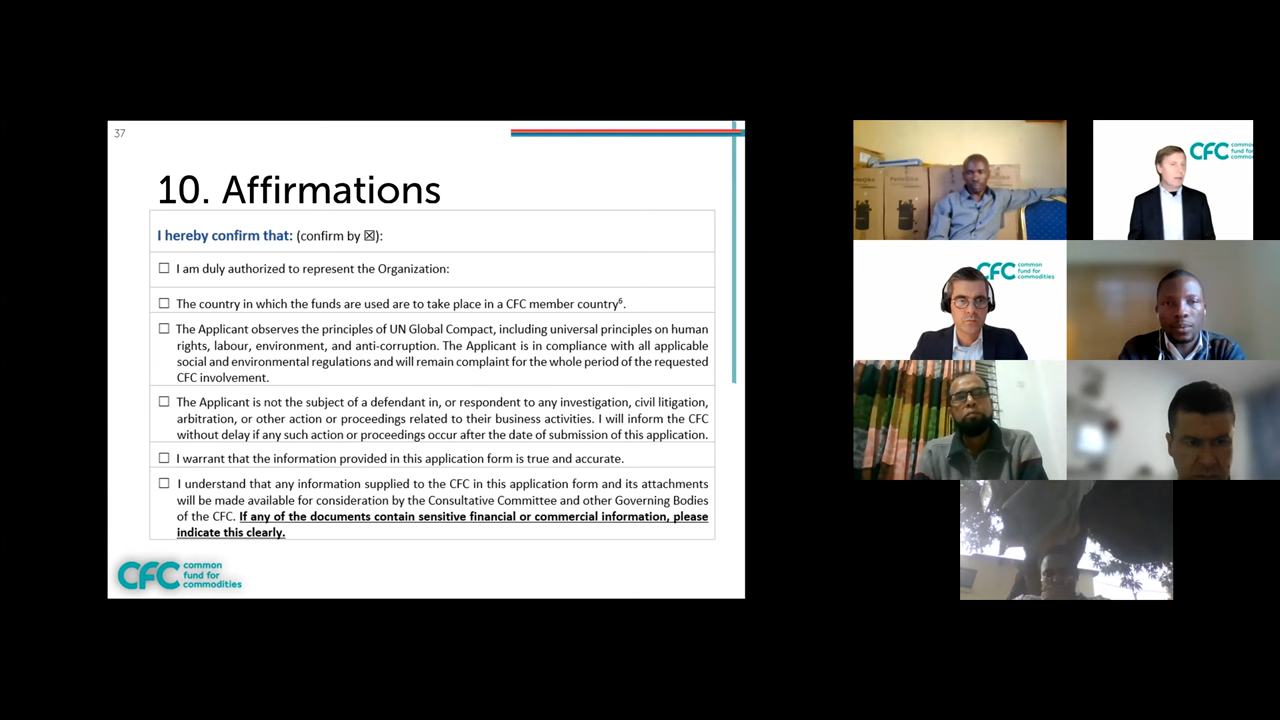 37
10. Affirmations
I hereby confirm that: (confirm by ☒):
☐ I am duly authorized to represent the Organization:
☐ The country in which the funds are used are to take place in a CFC member country⁶.
☐ The Applicant observes the principles of UN Global Compact, including universal principles on human
rights, labour, environment, and anti-corruption. The Applicant is in compliance with all applicable
social and environmental regulations and will remain complaint for the whole period of the requested
CFC involvement.
☐ The Applicant is not the subject of a defendant in, or respondent to any investigation, civil litigation,
arbitration, or other action or proceedings related to their business activities. I will inform the CFC
without delay if any such action or proceedings occur after the date of submission of this application.
☐ I warrant that the information provided in this application form is true and accurate.
☐ I understand that any information supplied to the CFC in this application form and its attachments
will be made available for consideration by the Consultative Committee and other Governing Bodies
of the CFC. If any of the documents contain sensitive financial or commercial information, please
indicate this clearly.
CFC common
fund for
commodities
CFC
fund for
CFC common
fund for
commodities